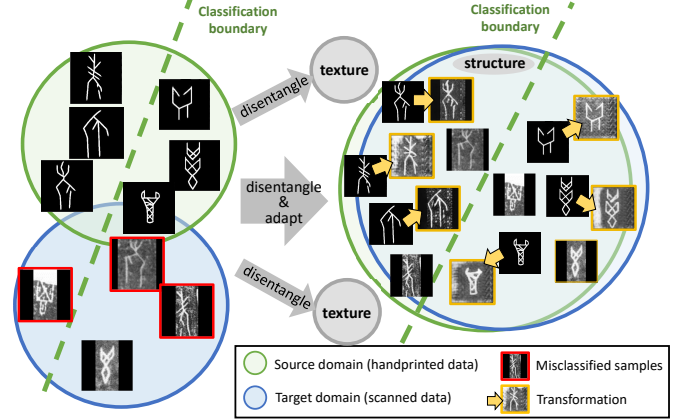 Classification
boundary
Classification
boundary
texture
structure
disentangle
disentangle
&
adapt
disentangle
texture
Source domain (handprinted data)
Misclassified samples
Target domain (scanned data)
Transformation